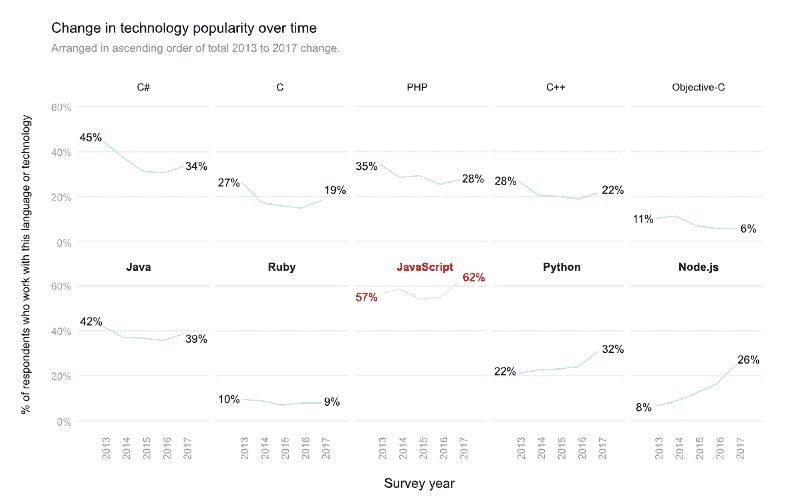 Change in technology popularity over time
Arranged in ascending order of total 2013 to 2017 change.
% of respondents who work with this language or technology
C# C PHP C++ Objective-C
60%
40%
20%
0%
45% 34%
27% 19%
35% 28%
28% 22%
11% 6%
Java Ruby JavaScript Python Node.js
60%
40%
20%
0%
42% 39%
10% 9%
57% 62%
22% 32%
8% 26%
2013 2014 2015 2016 2017
2013 2014 2015 2016 2017
2013 2014 2015 2016 2017
2013 2014 2015 2016 2017
2013 2014 2015 2016 2017
Survey year